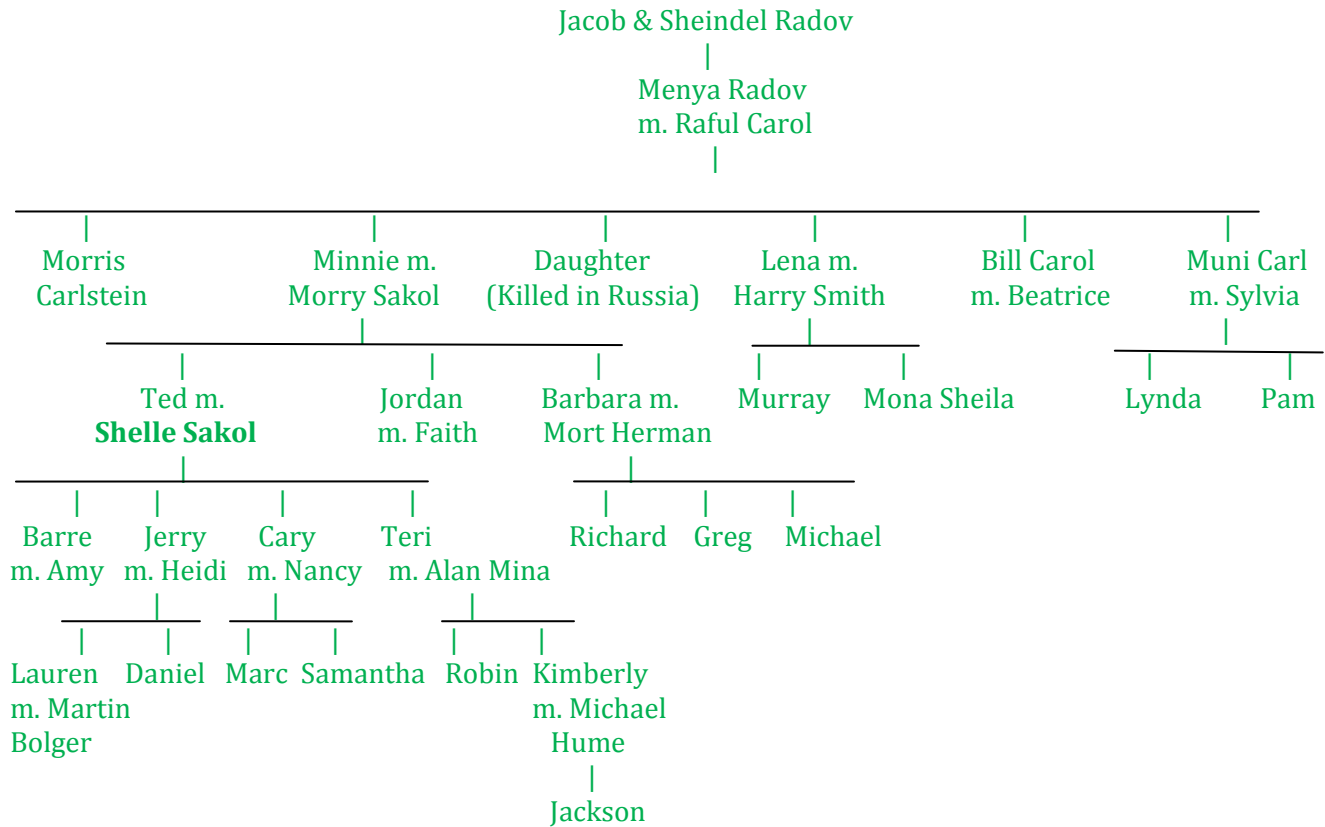 Jacob & Sheindel Radov
Menya Radov
m. Raful Carol
Morris Minnie m. Daughter Lena m. Bill Carol Muni Carl
Carlstein Morry Sakol (Killed in Russia) Harry Smith m. Beatrice m. Sylvia
Ted m. Jordan Barbara m. Murray Mona Sheila Lynda Pam
Shelle Sakol m. Faith Mort Herman
Barre Jerry Cary Teri Richard Greg Michael
m. Amy m. Heidi m. Nancy m. Alan Mina
Lauren Daniel Marc Samantha Robin Kimberly
m. Martin m. Michael
Bolger Hume
Jackson